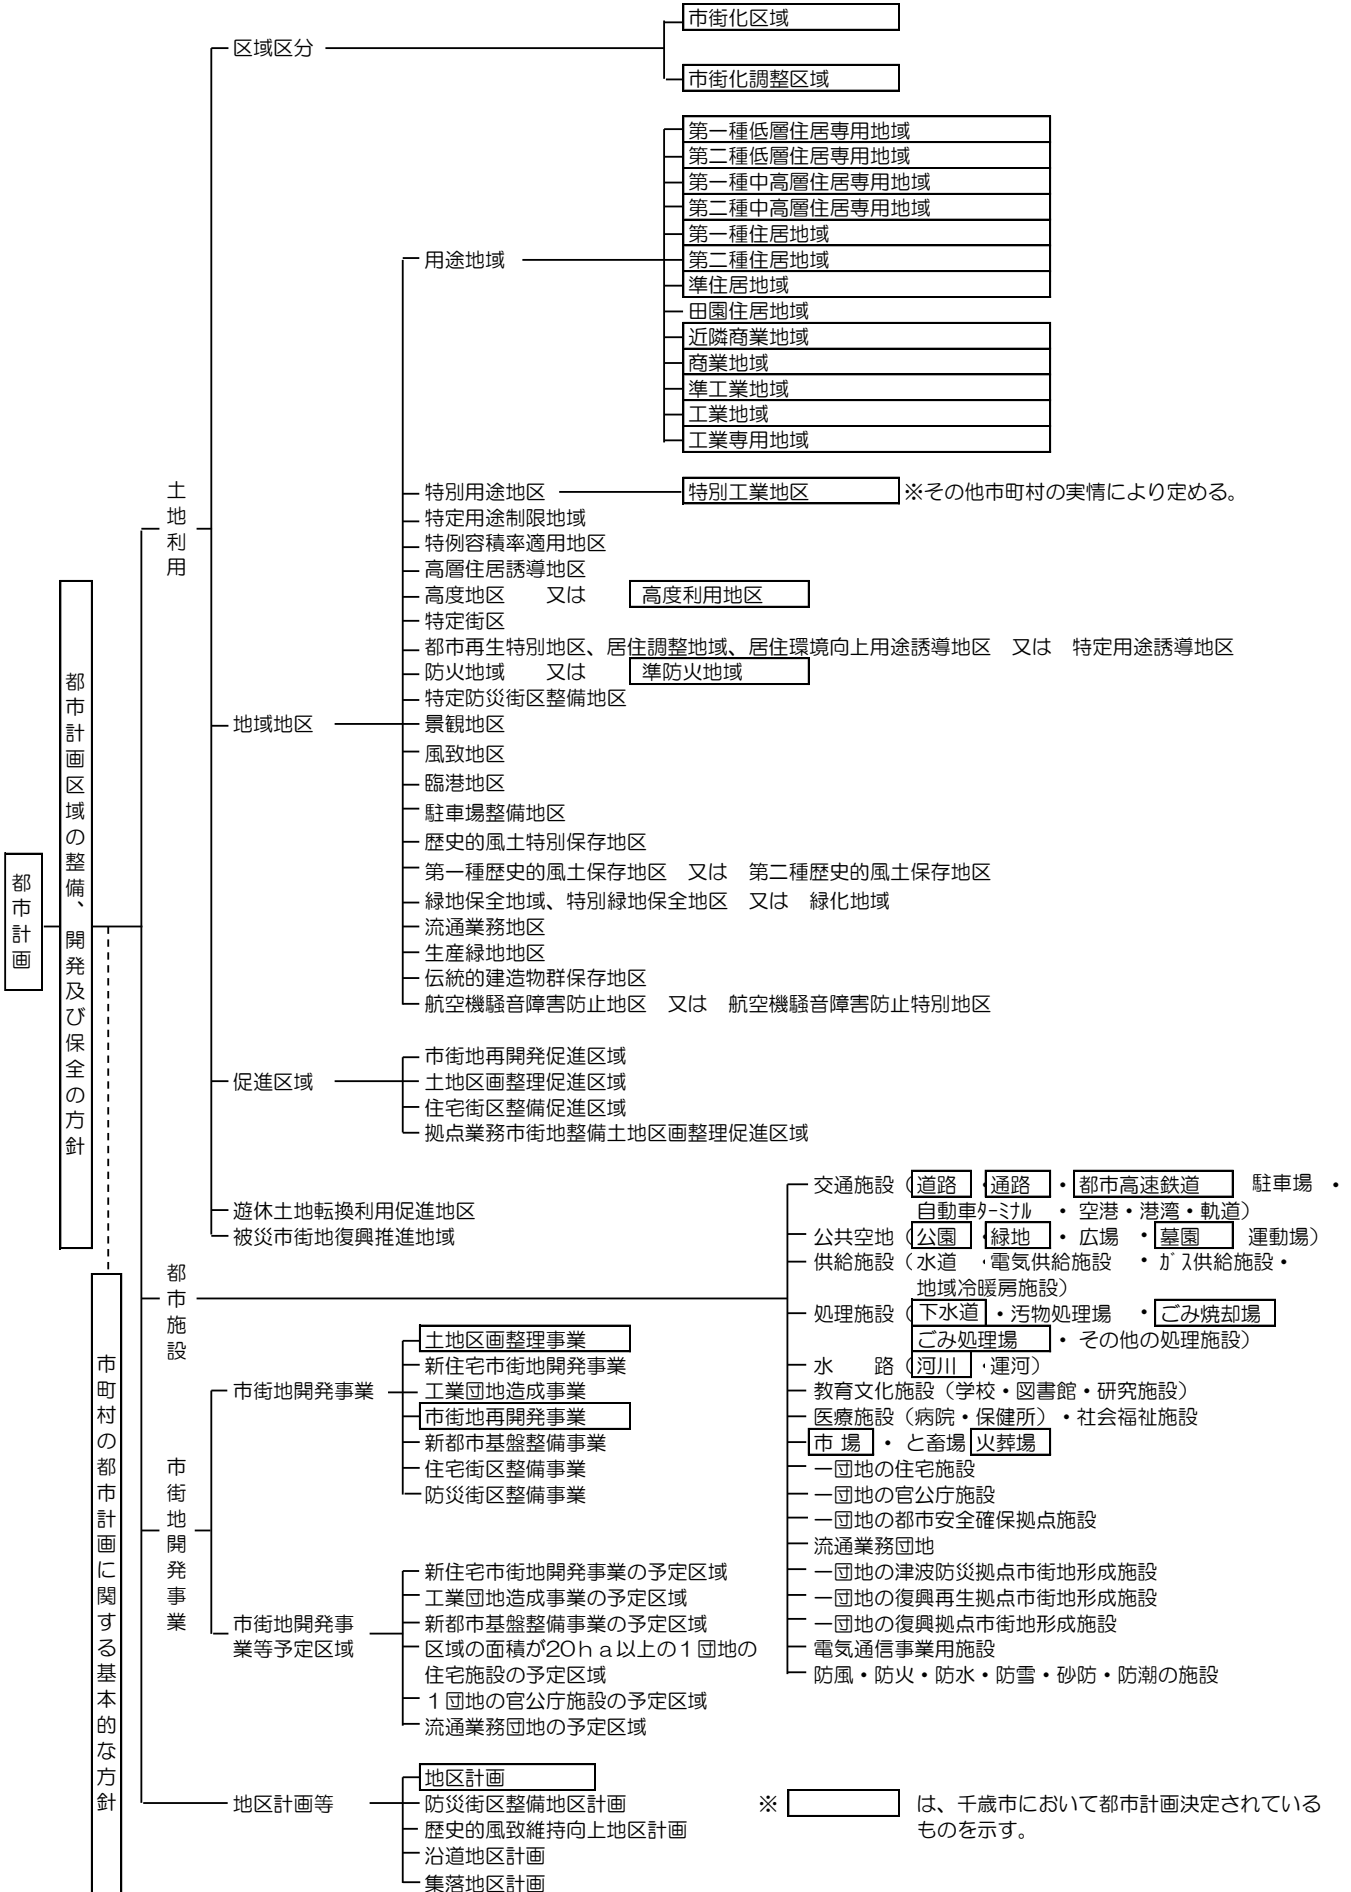 都市計画
都市計画区域の整備、開発及び保全の方針
市町村の都市計画に関する基本的な方針
土地利用
区域区分
市街化区域
市街化調整区域
地域地区
用途地域
第一種低層住居専用地域
第二種低層住居専用地域
第一種中高層住居専用地域
第二種中高層住居専用地域
第一種住居地域
第二種住居地域
準住居地域
田園住居地域
近隣商業地域
商業地域
準工業地域
工業地域
工業専用地域
特別用途地区
特別工業地区 ※その他市町村の実情により定める。
特定用途制限地域
特例容積率適用地区
高層住居誘導地区
高度地区 又は 高度利用地区
特定街区
都市再生特別地区、居住調整地域、居住環境向上用途誘導地区 又は 特定用途誘導地区
防火地域 又は 準防火地域
特定防災街区整備地区
景観地区
風致地区
臨港地区
駐車場整備地区
歴史的風土特別保存地区
第一種歴史的風土保存地区 又は 第二種歴史的風土保存地区
緑地保全地域、特別緑地保全地区 又は 緑化地域
流通業務地区
生産緑地地区
伝統的建造物群保存地区
航空機騒音障害防止地区 又は 航空機騒音障害防止特別地区
促進区域
市街地再開発促進区域
土地区画整理促進区域
住宅街区整備促進区域
拠点業務市街地整備土地区画整理促進区域
遊休土地転換利用促進地区
被災市街地復興推進地域
都市施設
交通施設（道路・通路・都市高速鉄道 駐車場・
自動車ﾀｰﾐﾅﾙ ・空港・港湾・軌道）
公共空地（公園・緑地・広場・墓園 運動場）
供給施設（水道・電気供給施設 ・ガス供給施設・
地域冷暖房施設）
処理施設（下水道・汚物処理場 ・ごみ焼却場
ごみ処理場 ・その他の処理施設）
水 路（河川・運河）
教育文化施設（学校・図書館・研究施設）
医療施設（病院・保健所）・社会福祉施設
市場・と畜場 火葬場
一団地の住宅施設
一団地の官公庁施設
一団地の都市安全確保拠点施設
流通業務団地
一団地の津波防災拠点市街地形成施設
一団地の復興再生拠点市街地形成施設
一団地の復興拠点市街地形成施設
電気通信事業用施設
防風・防火・防水・防雪・砂防・防潮の施設
市街地開発事業
市街地開発事業
土地区画整理事業
新住宅市街地開発事業
工業団地造成事業
市街地再開発事業
新都市基盤整備事業
住宅街区整備事業
防災街区整備事業
市街地開発事
業等予定区域
新住宅市街地開発事業の予定区域
工業団地造成事業の予定区域
新都市基盤整備事業の予定区域
区域の面積が20ｈａ以上の１団地の
住宅施設の予定区域
１団地の官公庁施設の予定区域
流通業務団地の予定区域
地区計画等
地区計画
防災街区整備地区計画
歴史的風致維持向上地区計画
沿道地区計画
集落地区計画
※ は、千歳市において都市計画決定されている
ものを示す。